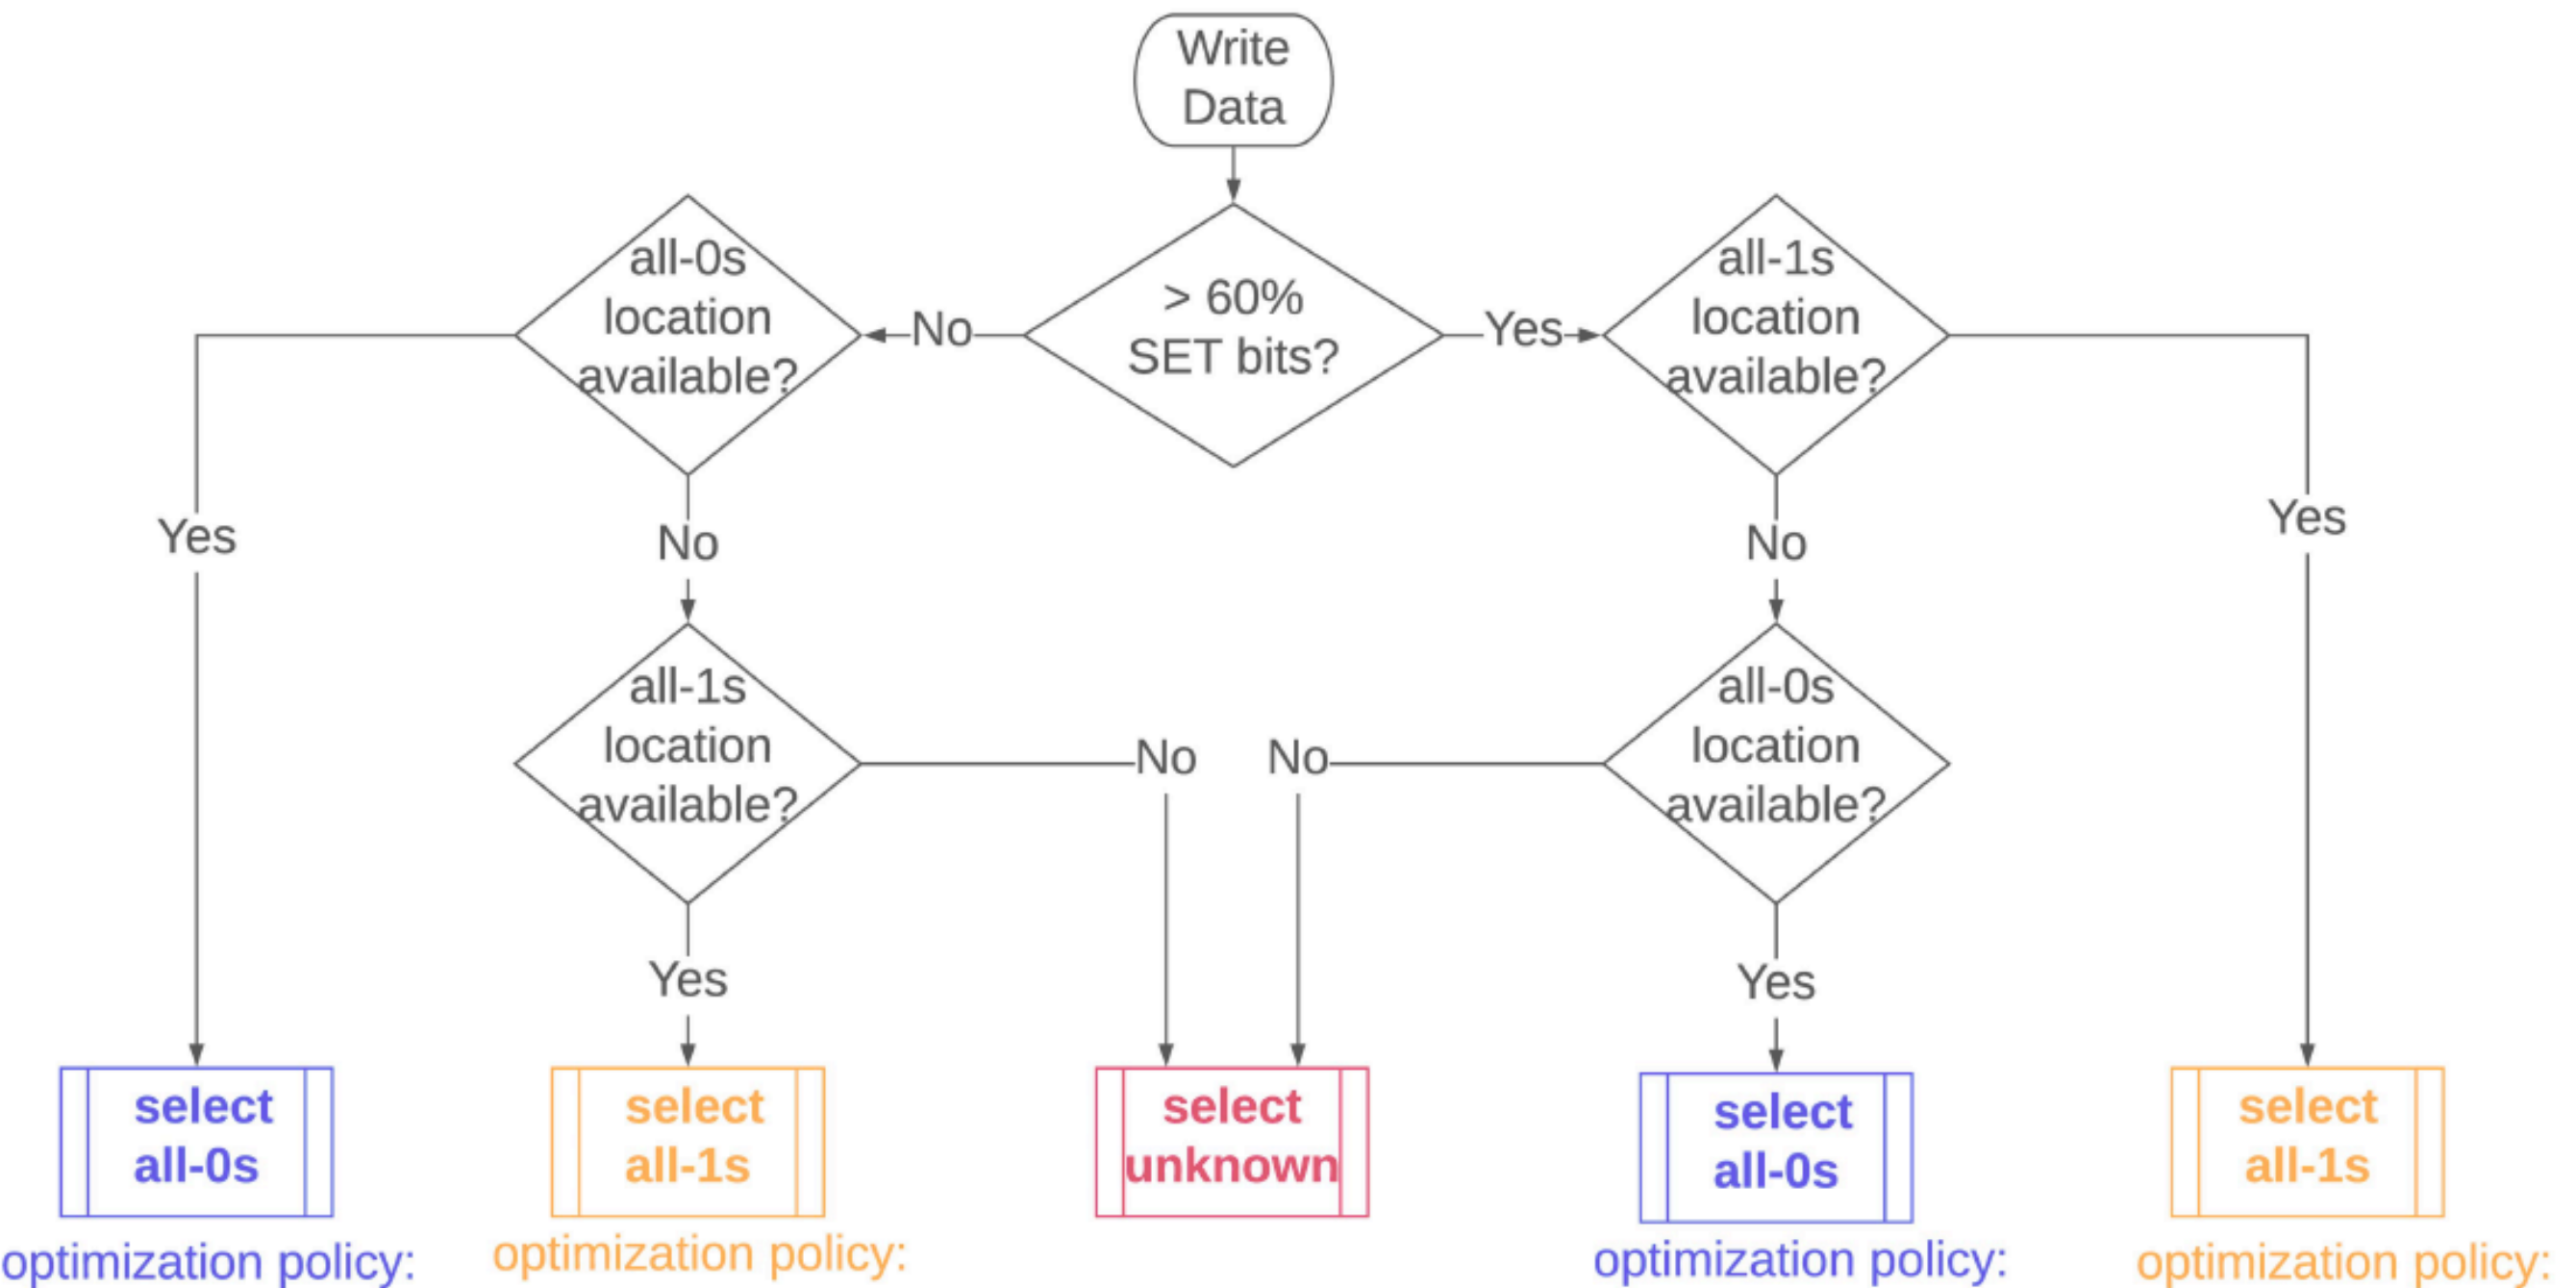 Write
Data
all-0s
location
available?
No
> 60%
SET bits?
Yes
all-1s
location
available?
Yes
No
No
Yes
all-1s
location
available?
No
No
all-0s
location
available?
Yes
Yes
select
all-0s
select
all-1s
select
unknown
select
all-0s
select
all-1s
optimization policy:
optimization policy:
optimization policy:
optimization policy: